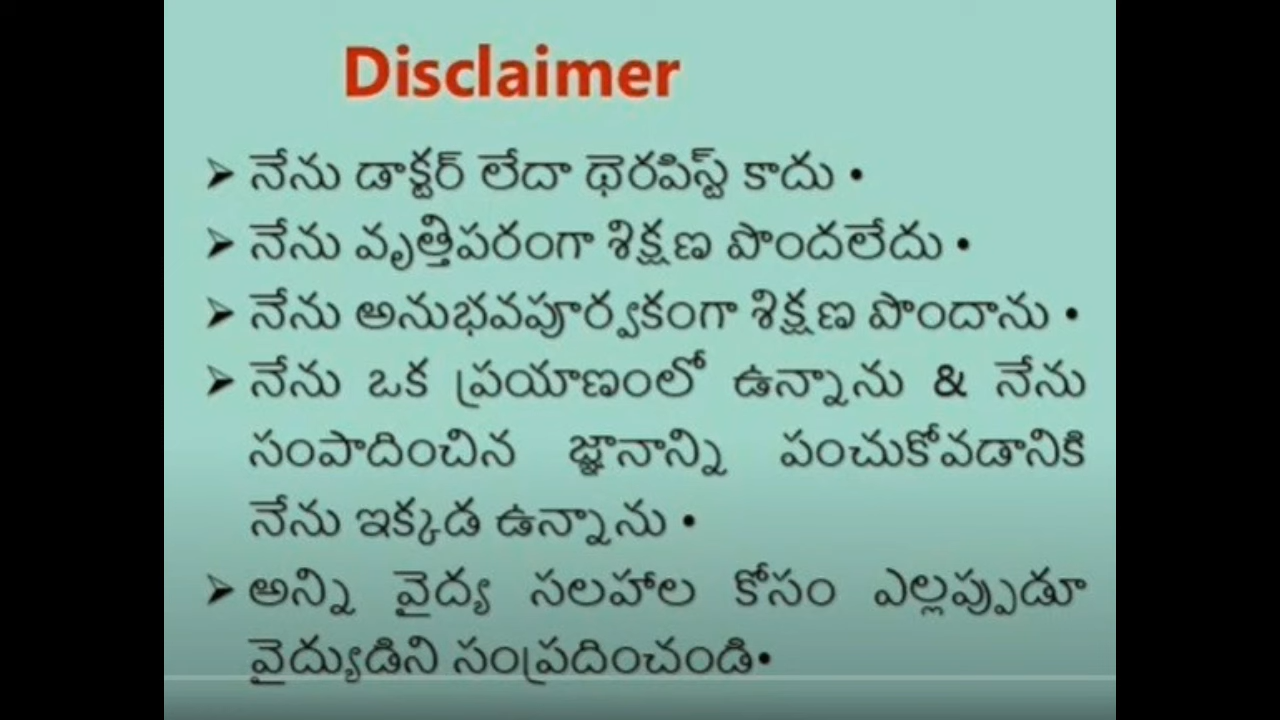 Disclaimer
➢ నేను డాక్టర్ లేదా థెరపిస్ట్ కాదు •
➢ నేను వృత్తిపరంగా శిక్షణ పొందలేదు •
➢ నేను అనుభవపూర్వకంగా శిక్షణ పొందాను •
➢ నేను ఒక ప్రయాణంలో ఉన్నాను & నేను
సంపాదించిన జ్ఞానాన్ని పంచుకోవడానికి
నేను ఇక్కడ ఉన్నాను •
➢ అన్ని వైద్య సలహాల కోసం ఎల్లప్పుడూ
వైద్యుడిని సంప్రదించండి•